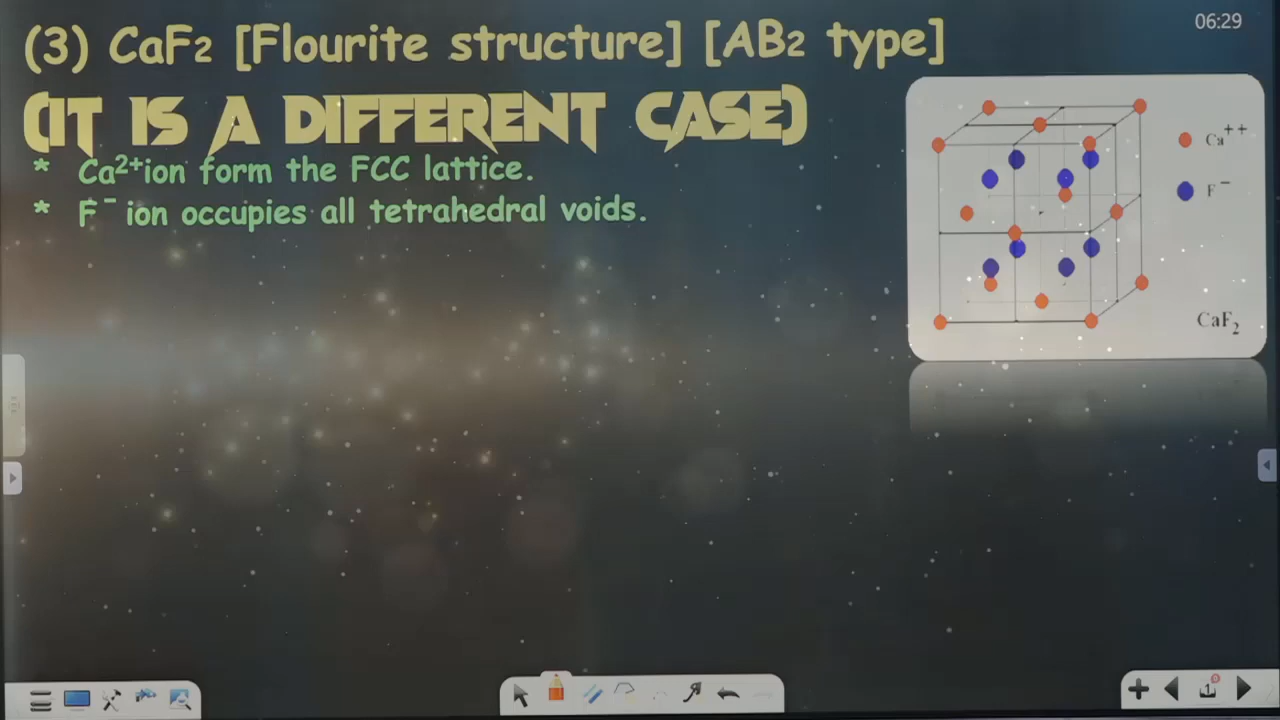 (3) CaF2 [Flourite structure] [AB2 type]
06:29
(IT IS A DIFFERENT CASE)
* Ca2+ion form the FCC lattice.
* F- ion occupies all tetrahedral voids.
Ca++
F-
CaF2